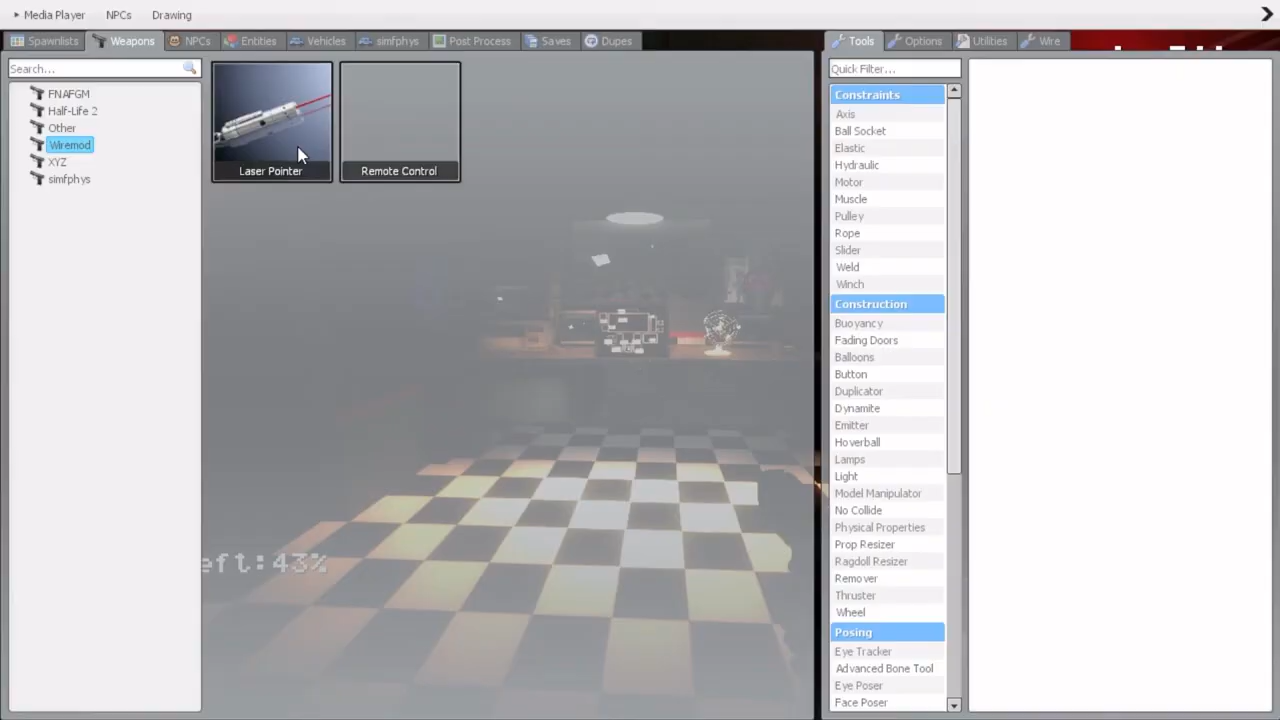 Media Player NPCs Drawing
Spawnlists Weapons NPCs Entities Vehicles simfphys Post Process Saves Dupes
Tools Options Utilities Wire
Search...
FNAFGM
Half-Life 2
Other
Wiremod
XYZ
simfphys
Laser Pointer
Remote Control
eft:43%
Quick Filter...
Constraints
Axis
Ball Socket
Elastic
Hydraulic
Motor
Muscle
Pulley
Rope
Slider
Weld
Winch
Construction
Buoyancy
Fading Doors
Balloons
Button
Duplicator
Dynamite
Emitter
Hoverball
Lamps
Light
Model Manipulator
No Collide
Physical Properties
Prop Resizer
Ragdoll Resizer
Remover
Thruster
Wheel
Posing
Eye Tracker
Advanced Bone Tool
Eye Poser
Face Poser